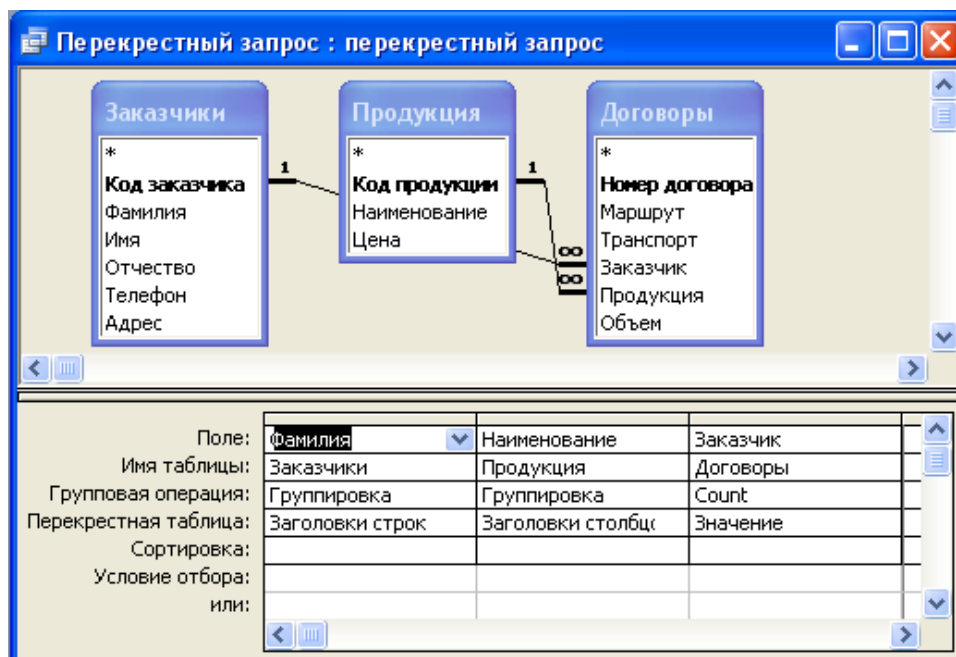 Перекрестный запрос : перекрестный запрос
Заказчики
*
Код заказчика
Фамилия
Имя
Отчество
Телефон
Адрес
1
Продукция
*
Код продукции
Наименование
Цена
1
Договоры
*
Номер договора
Маршрут
Транспорт
Заказчик
Продукция
Объем
∞
∞
Поле: Фамилия Наименование Заказчик
Имя таблицы: Заказчики Продукция Договоры
Групповая операция: Группировка Группировка Count
Перекрестная таблица: Заголовки строк Заголовки столбцо Значение
Сортировка:
Условие отбора:
или: